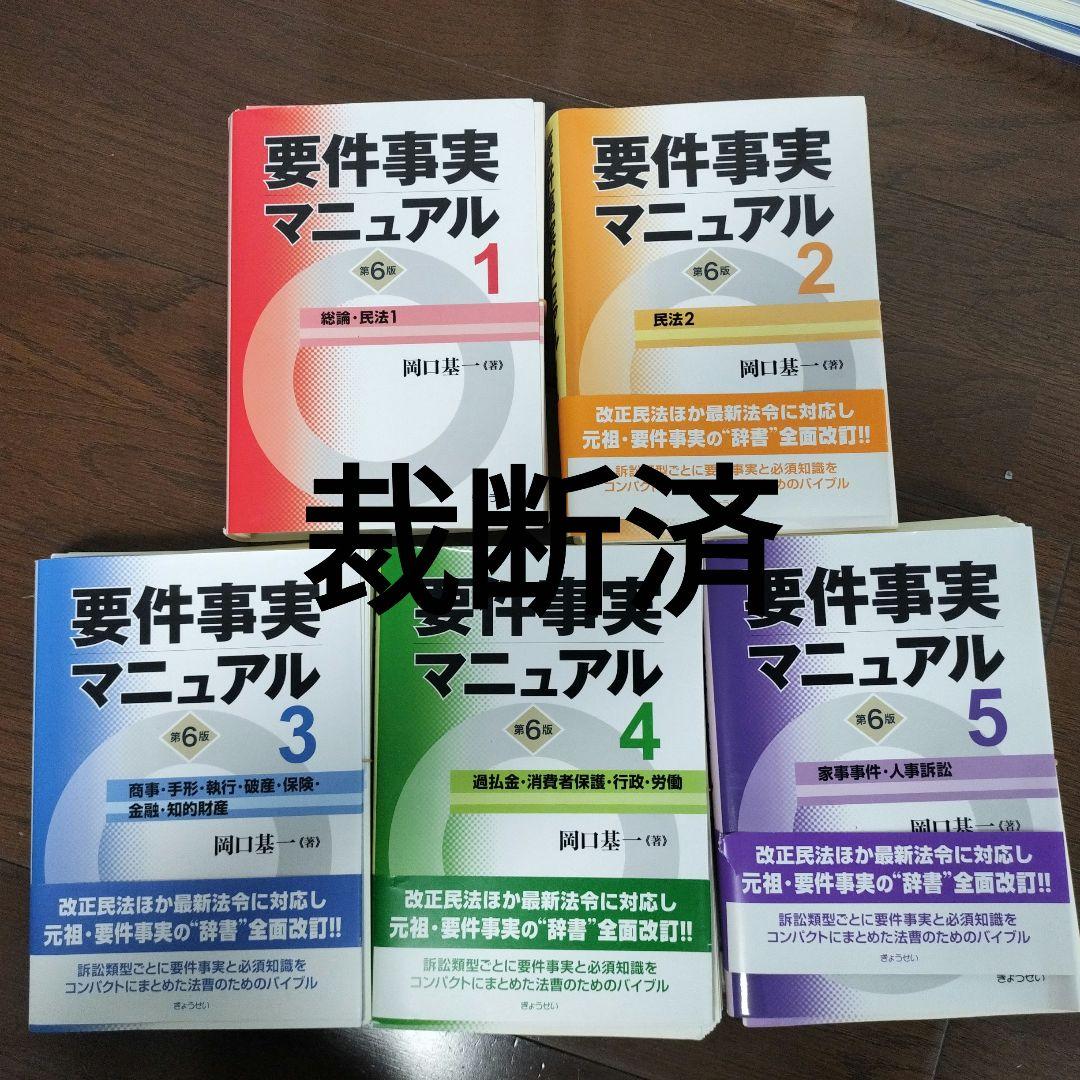 要件事実
マニュアル
1
第6版
総論・民法1
岡口基一《著》
要件事実
マニュアル
2
第6版
民法2
岡口基一《著》
改正民法ほか最新法令に対応し
元祖・要件事実の“辞書”全面改訂!!
裁断済
要件事実
マニュアル
3
第6版
商事・手形・執行・破産・保険・
金融・知的財産
岡口基一《著》
改正民法ほか最新法令に対応し
元祖・要件事実の“辞書”全面改訂!!
訴訟類型ごとに要件事実と必須知識を
コンパクトにまとめた法曹のためのバイブル
ぎょうせい
要件事実
マニュアル
4
第6版
過払金・消費者保護・行政・労働
岡口基一《著》
改正民法ほか最新法令に対応し
元祖・要件事実の“辞書”全面改訂!!
訴訟類型ごとに要件事実と必須知識を
コンパクトにまとめた法曹のためのバイブル
ぎょうせい
要件事実
マニュアル
5
第6版
家事事件・人事訴訟
岡口基一《著》
改正民法ほか最新法令に対応し
元祖・要件事実の“辞書”全面改訂!!
訴訟類型ごとに要件事実と必須知識を
コンパクトにまとめた法曹のためのバイブル
ぎょうせい
ぎょうせい